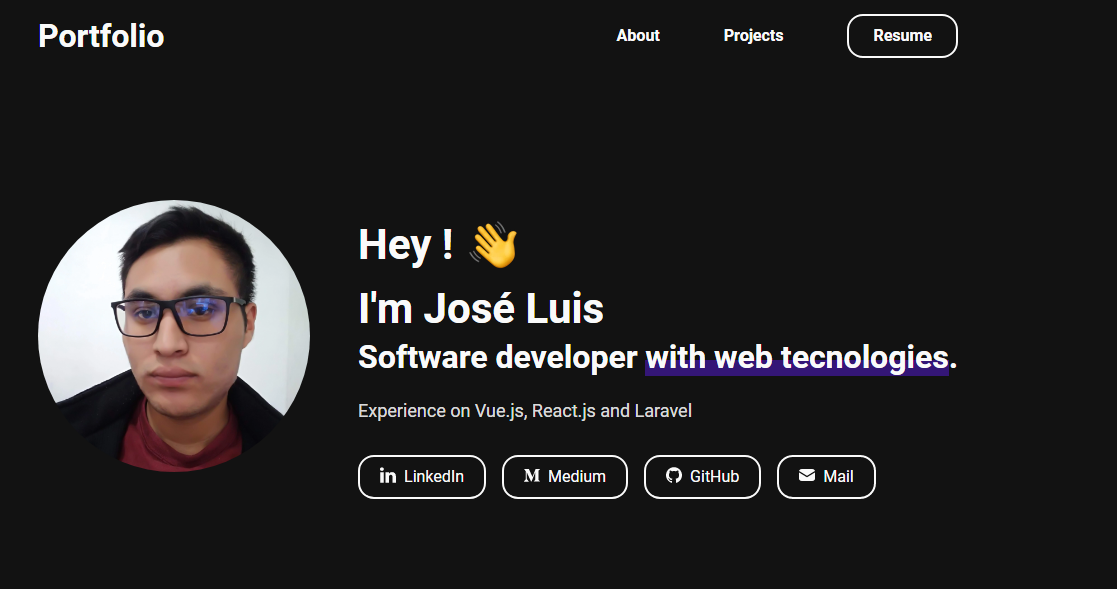 Portfolio About Projects Resume
Hey ! 👋
I'm José Luis
Software developer with web tecnologies.
Experience on Vue.js, React.js and Laravel
LinkedIn Medium GitHub Mail